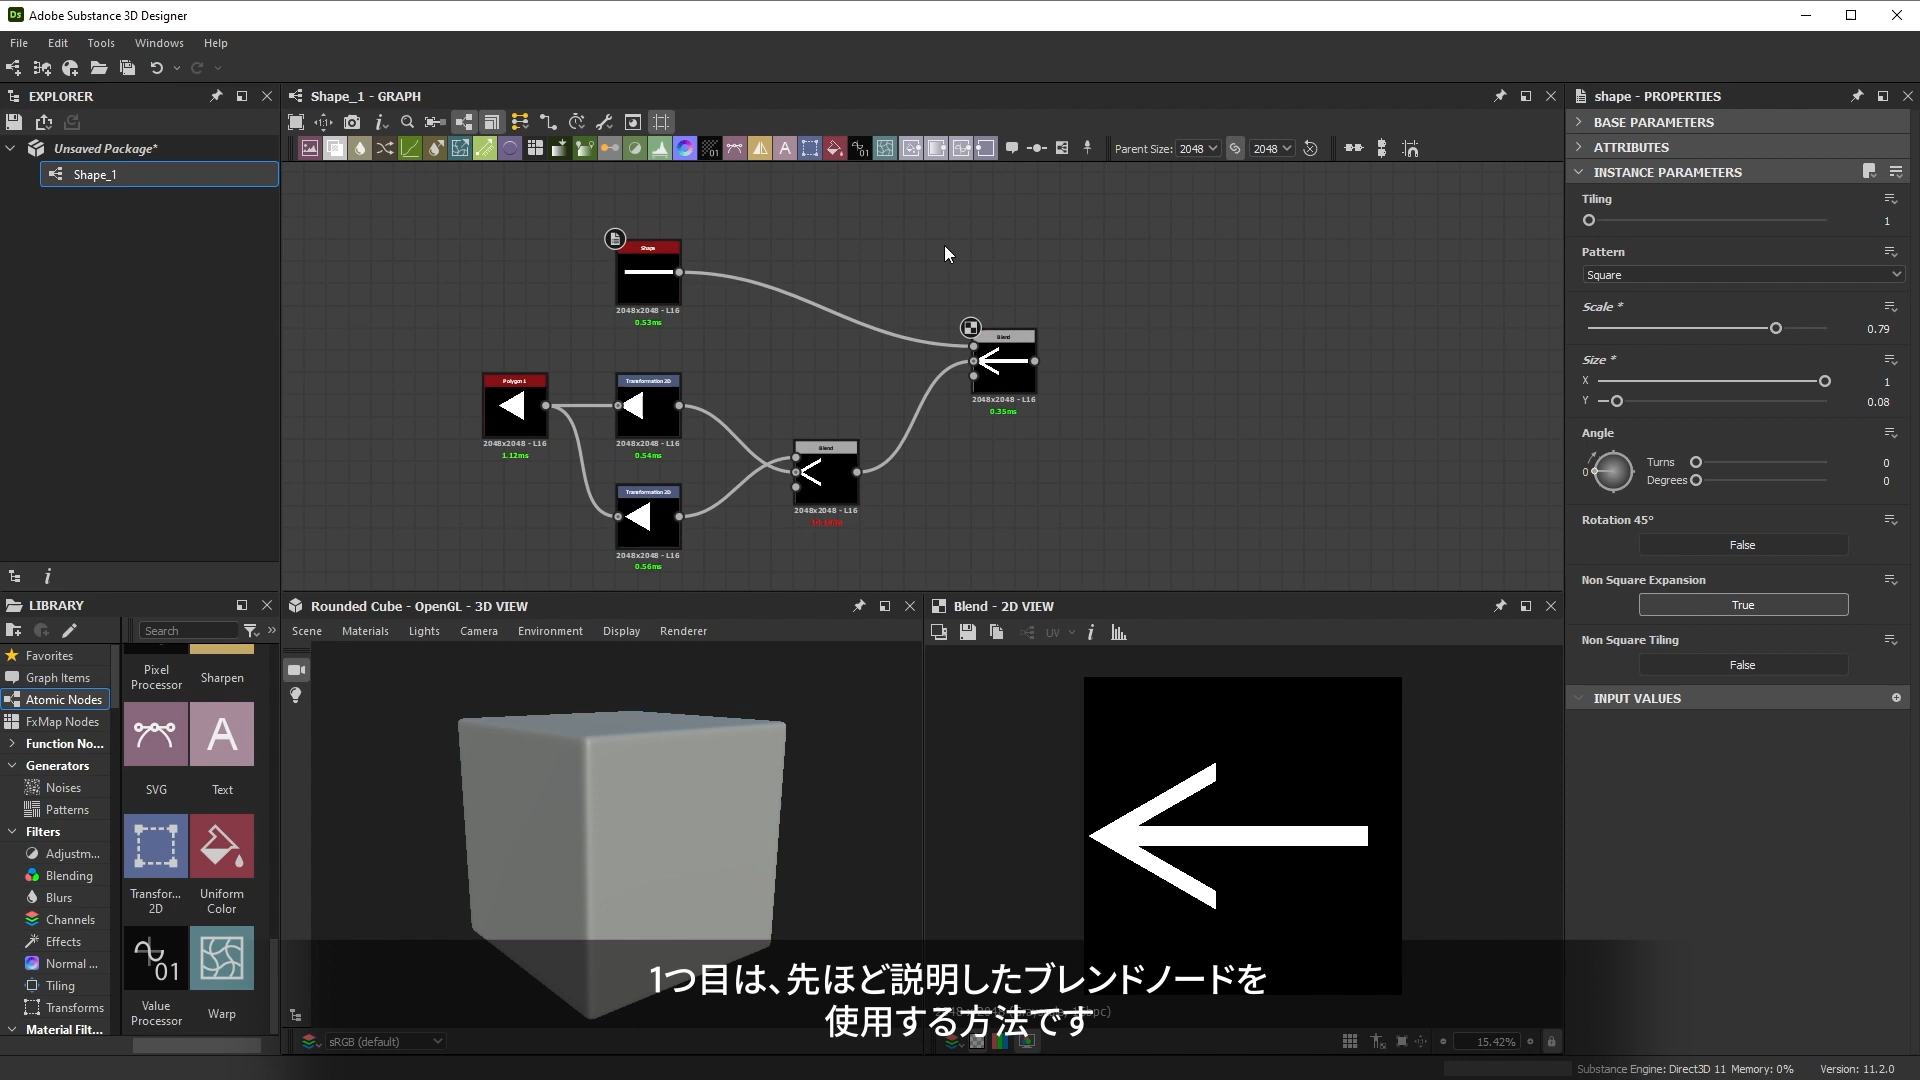 Adobe Substance 3D Designer
File Edit Tools Windows Help
EXPLORER
Unsaved Package*
Shape_1
Shape_1 - GRAPH
Parent Size: 2048 2048
Shape
2048x2048 - L16
0.53ms
Polygon 1
2048x2048 - L16
1.12ms
Transformation 2D
2048x2048 - L16
0.54ms
Transformation 2D
2048x2048 - L16
0.56ms
Blend
2048x2048 - L16
Blend
2048x2048 - L16
0.35ms
shape - PROPERTIES
BASE PARAMETERS
ATTRIBUTES
INSTANCE PARAMETERS
Tiling
1
Pattern
Square
Scale *
0.79
Size *
X 1
Y 0.08
Angle
0
Turns 0
Degrees 0
Rotation 45°
False
Non Square Expansion
True
Non Square Tiling
False
INPUT VALUES
LIBRARY
Search
Favorites
Graph Items
Atomic Nodes
FxMap Nodes
Function No...
Generators
Noises
Patterns
Filters
Adjustm...
Blending
Blurs
Channels
Effects
Normal ...
Tiling
Transforms
Material Filt...
Pixel Processor
Sharpen
SVG
Text
Transfor... 2D
Uniform Color
Value Processor
Warp
Rounded Cube - OpenGL - 3D VIEW
Scene Materials Lights Camera Environment Display Renderer
sRGB (default)
Blend - 2D VIEW
UV
15.42%
1つ目は、先ほど説明したブレンドノードを
使用する方法です
Substance Engine: Direct3D 11 Memory: 0% Version: 11.2.0